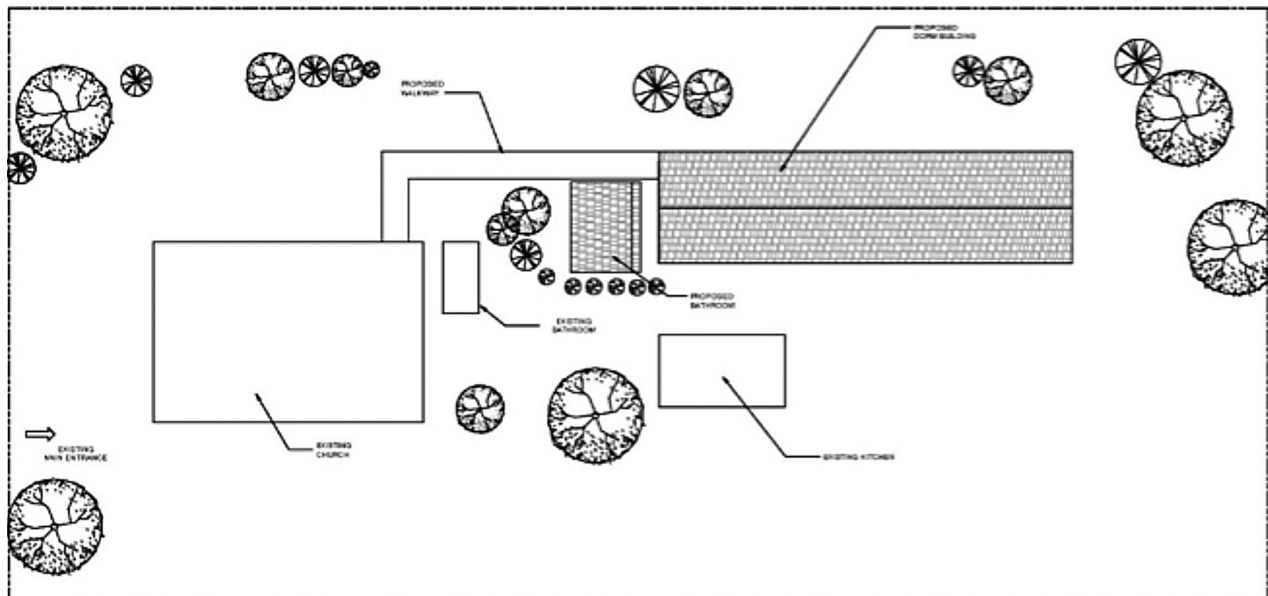 PROPOSED
DORM BUILDING
PROPOSED
WALKWAY
PROPOSED
BATHROOM
EXISTING
BATHROOM
EXISTING
CHURCH
EXISTING
MAIN ENTRANCE
EXISTING KITCHEN